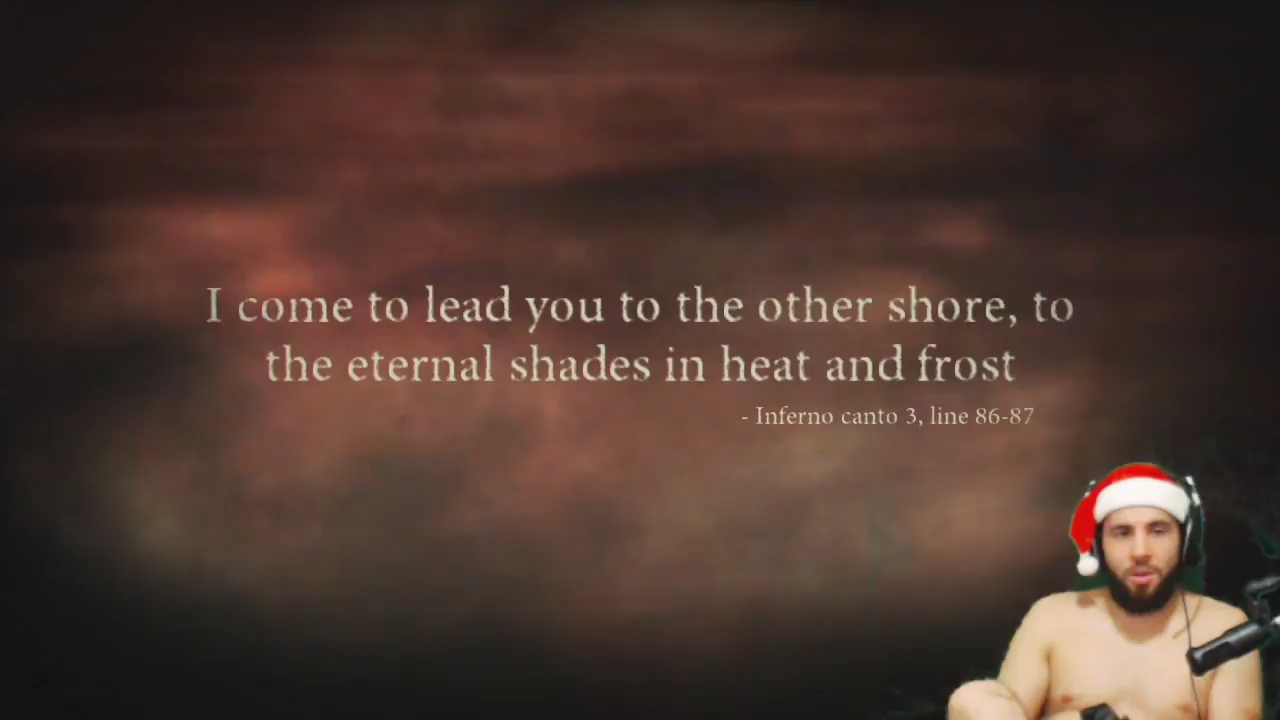 I come to lead you to the other shore, to
the eternal shades in heat and frost
- Inferno canto 3, line 86-87